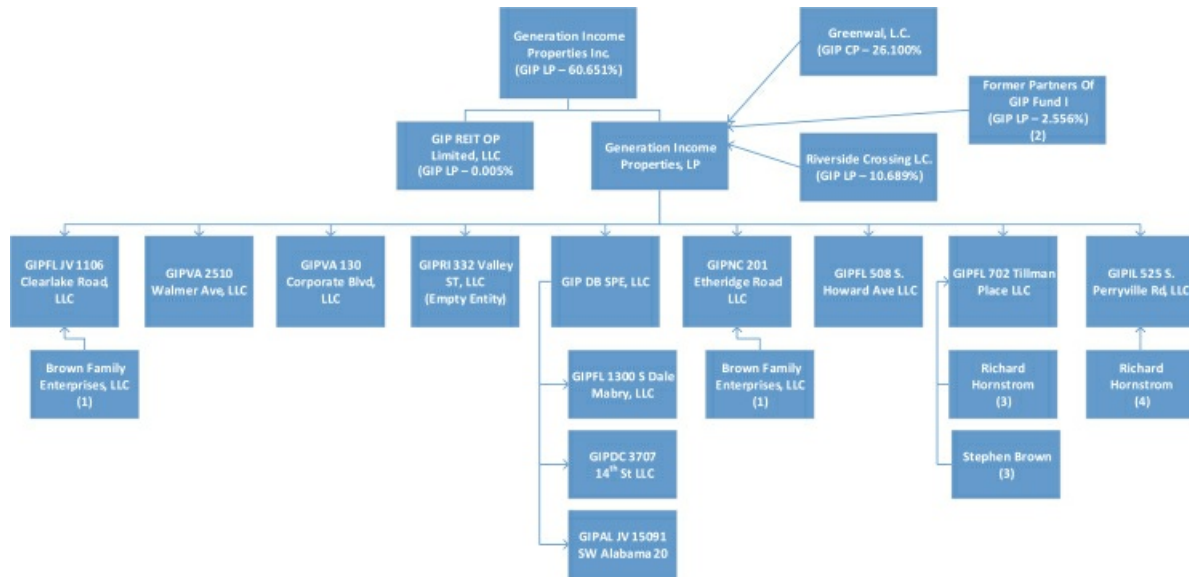 Generation Income
Properties Inc.
(GIP LP – 60.651%)
Greenwal, L.C.
(GIP CP – 26.100%
Former Partners Of
GIP Fund I
(GIP LP – 2.556%)
(2)
GIP REIT OP
Limited, LLC
(GIP LP – 0.005%
Generation Income
Properties, LP
Riverside Crossing LC.
(GIP LP – 10.689%)
GIPFL JV 1106
Clearlake Road,
LLC
GIPVA 2510
Walmer Ave, LLC
GIPVA 130
Corporate Blvd,
LLC
GIPRI 332 Valley
ST, LLC
(Empty Entity)
GIP DB SPE, LLC
GIPNC 201
Etheridge Road
LLC
GIPFL 508 S.
Howard Ave LLC
GIPFL 702 Tillman
Place LLC
GIPIL 525 S.
Perryville Rd, LLC
Brown Family
Enterprises, LLC
(1)
GIPFL 1300 S Dale
Mabry, LLC
Brown Family
Enterprises, LLC
(1)
Richard
Hornstrom
(3)
Richard
Hornstrom
(4)
GIPDC 3707
14th St LLC
Stephen Brown
(3)
GIPAL JV 15091
SW Alabama 20